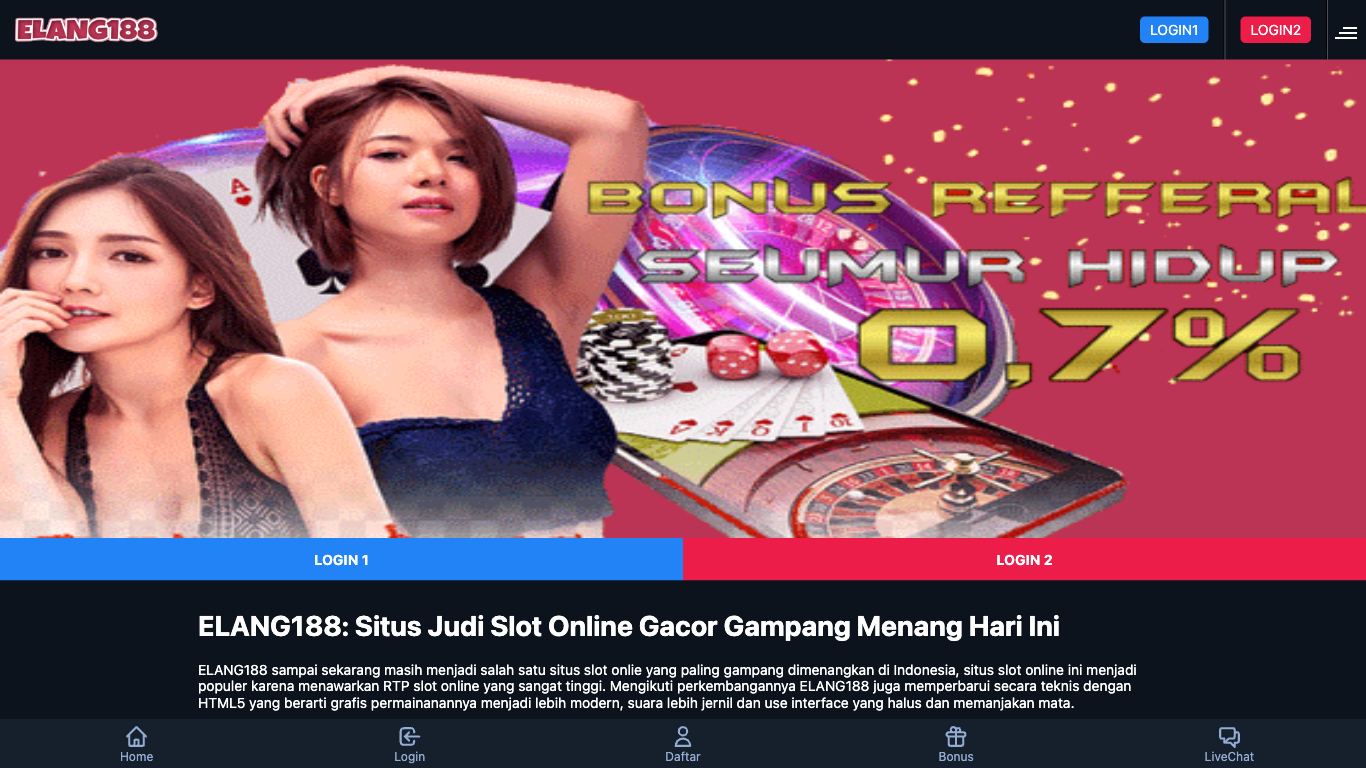 ELANG188
LOGIN1
LOGIN2
A
BONUS REFFERAL
SEUMUR HIDUP
0,7%
LOGIN 1
LOGIN 2
ELANG188: Situs Judi Slot Online Gacor Gampang Menang Hari Ini
ELANG188 sampai sekarang masih menjadi salah satu situs slot onlie yang paling gampang dimenangkan di Indonesia, situs slot online ini menjadi
populer karena menawarkan RTP slot online yang sangat tinggi. Mengikuti perkembangannya ELANG188 juga memperbarui secara teknis dengan
HTML5 yang berarti grafis permainanannya menjadi lebih modern, suara lebih jernil dan use interface yang halus dan memanjakan mata.
Home
Login
Daftar
Bonus
LiveChat